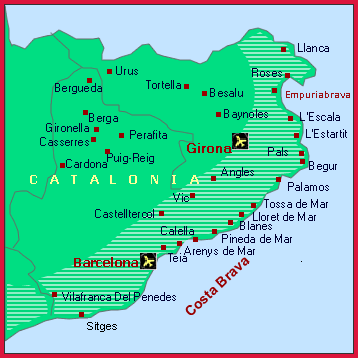 Llanca
Urus
Roses
Bergueda
Tortella
Besalu
Empuriabrava
Berga
Baynoles
L'Escala
Gironella
Perafita
L'Estartit
Casserres
Girona
Puig-Reig
Pals
Cardona
Begur
CATALONIA
Angles
Palamos
Vic
Tossa de Mar
Castelltercol
Lloret de Mar
Blanes
Calella
Pineda de Mar
Arenys de Mar
Teia
Barcelona
Costa Brava
Vilafranca Del Penedes
Sitges